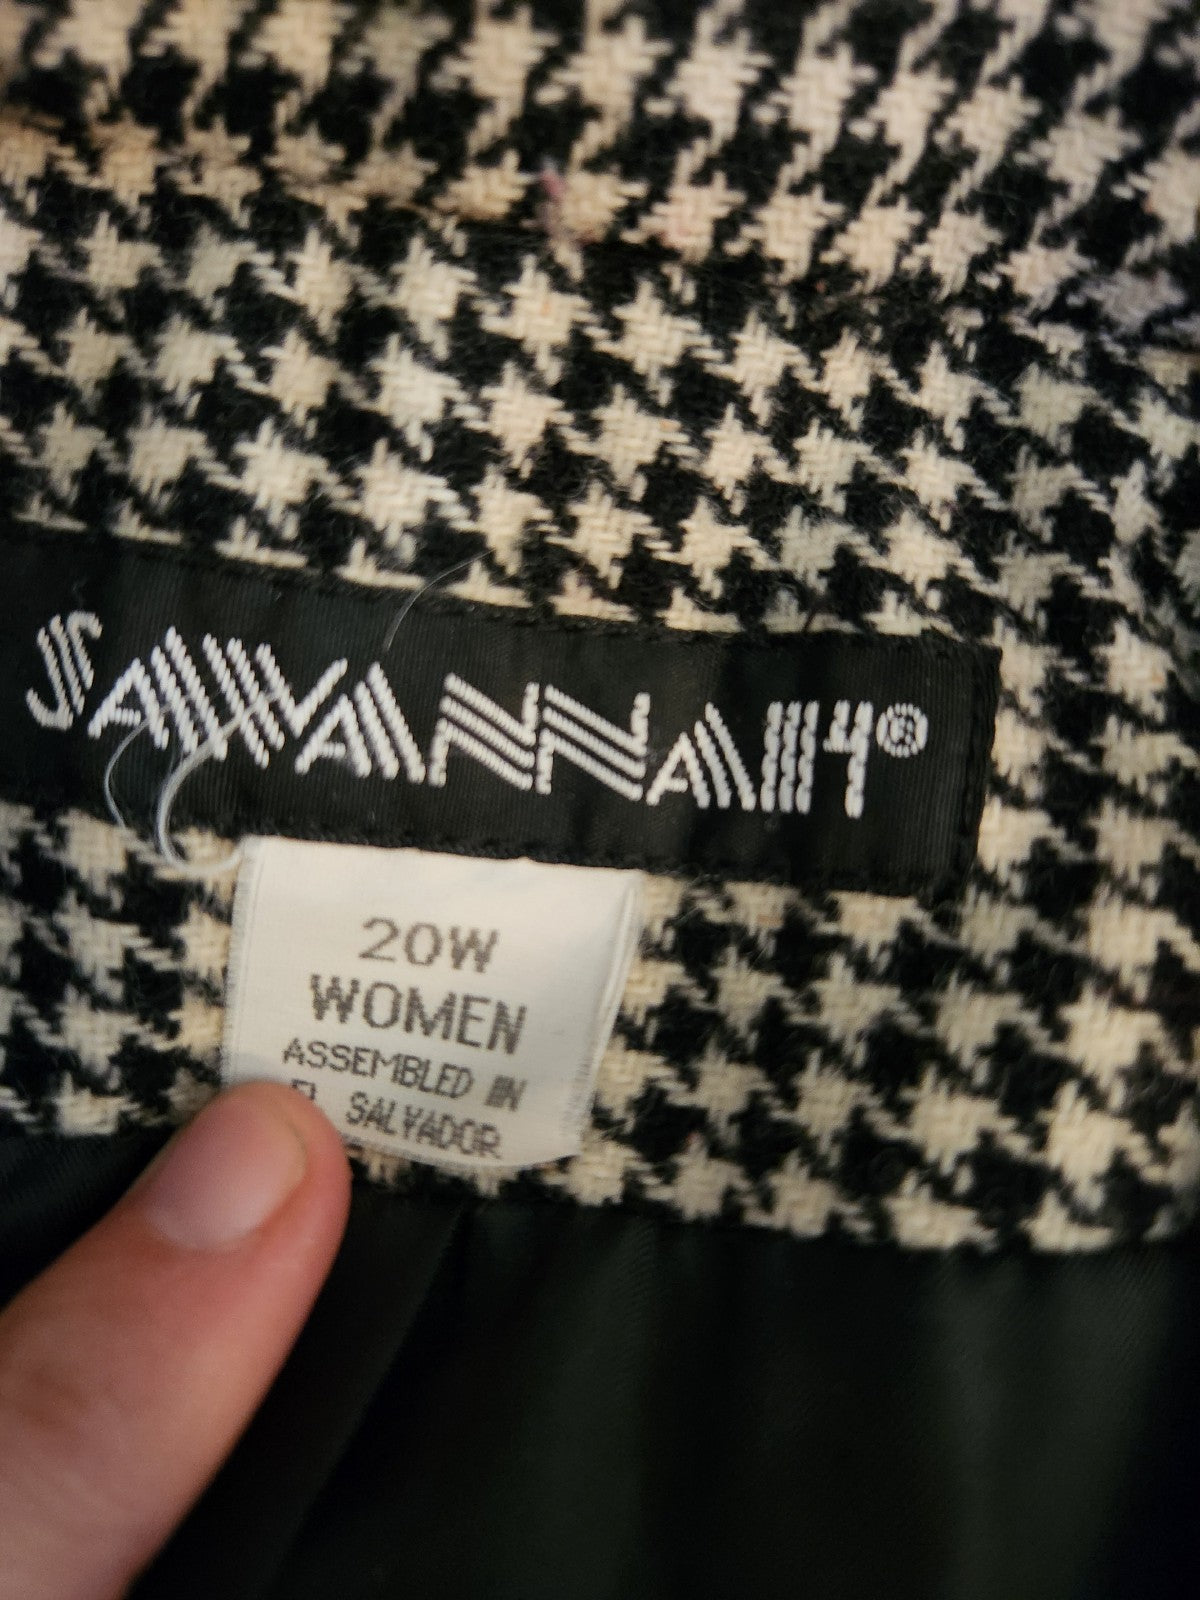 SAVANNAH®
20W
WOMEN
ASSEMBLED IN
EL SALVADOR